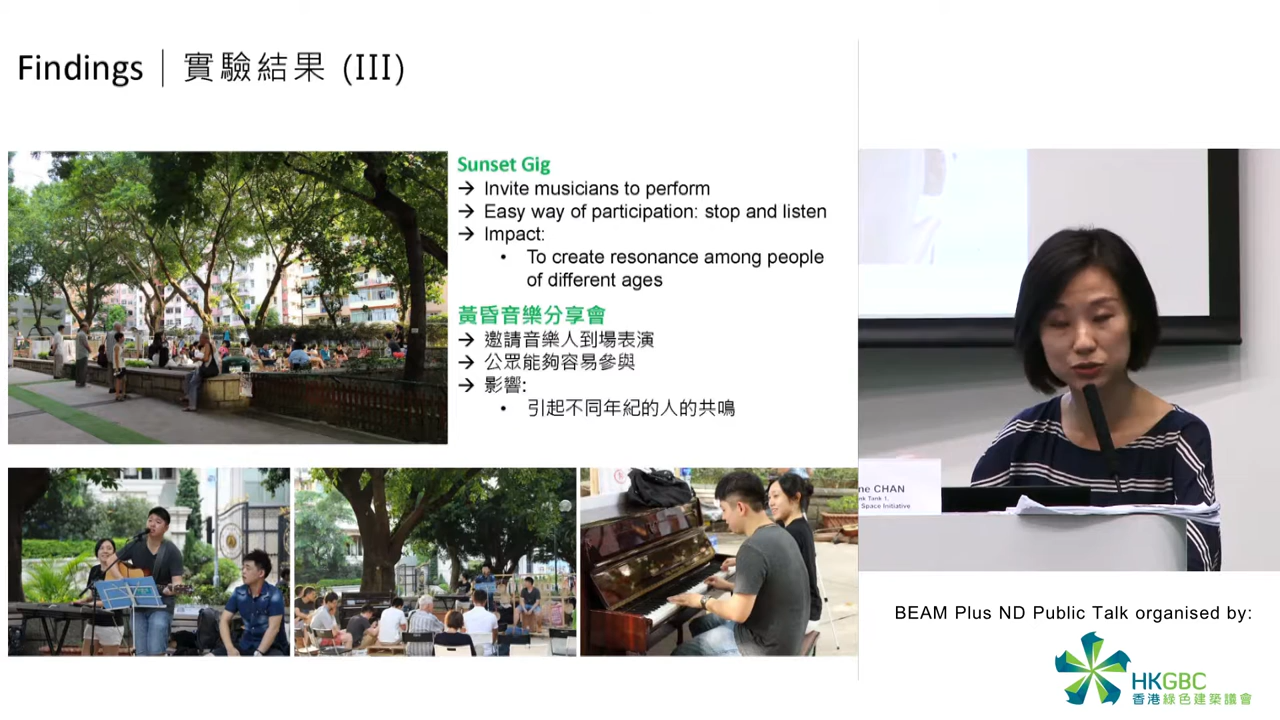 Findings | 實驗結果 (III)
Sunset Gig
→ Invite musicians to perform
→ Easy way of participation: stop and listen
→ Impact:
• To create resonance among people
of different ages
黃昏音樂分享會
→ 邀請音樂人到場表演
→ 公眾能夠容易參與
→ 影響:
• 引起不同年紀的人的共鳴
CHAN
Tank 1,
Space Initiative
BEAM Plus ND Public Talk organised by:
HKGBC
香港綠色建築議會